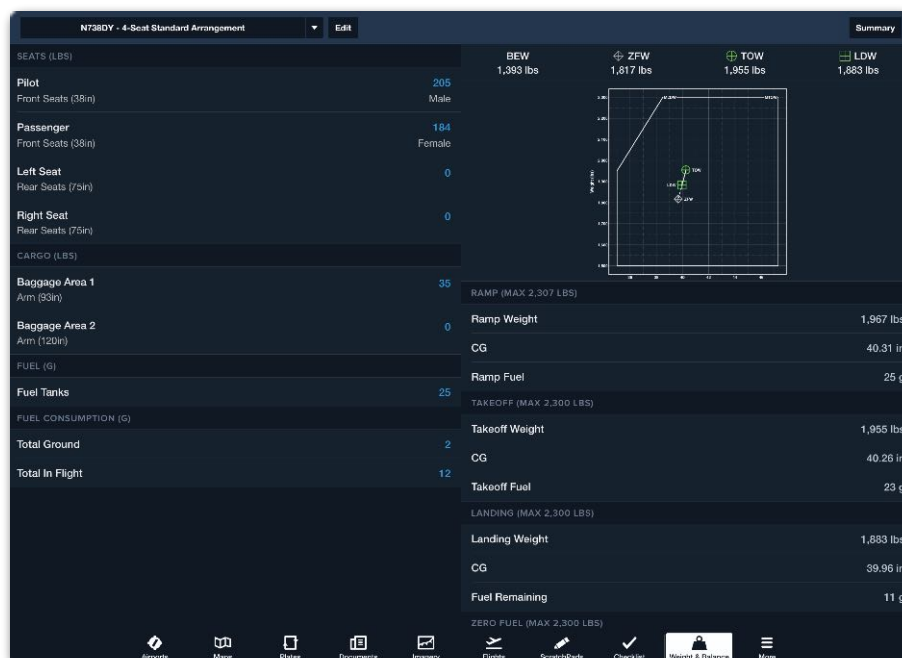 N738DY - 4-Seat Standard Arrangement
Edit
Summary
SEATS (LBS)
Pilot 205
Front Seats (38in) Male
Passenger 184
Front Seats (38in) Female
Left Seat 0
Rear Seats (75in)
Right Seat 0
Rear Seats (75in)
CARGO (LBS)
Baggage Area 1 35
Arm (93in)
Baggage Area 2 0
Arm (120in)
FUEL (G)
Fuel Tanks 25
FUEL CONSUMPTION (G)
Total Ground 2
Total In Flight 12
BEW ZFW TOW LDW
1,393 lbs 1,817 lbs 1,955 lbs 1,883 lbs
TOW
LDW
ZFW
RAMP (MAX 2,307 LBS)
Ramp Weight 1,967 lbs
CG 40.31 in
Ramp Fuel 25 g
TAKEOFF (MAX 2,300 LBS)
Takeoff Weight 1,955 lbs
CG 40.26 in
Takeoff Fuel 23 g
LANDING (MAX 2,300 LBS)
Landing Weight 1,883 lbs
CG 39.96 in
Fuel Remaining 11 g
ZERO FUEL (MAX 2,300 LBS)
Airports Maps Plates Documents Imagery Flights ScratchPads Checklist Weight & Balance More